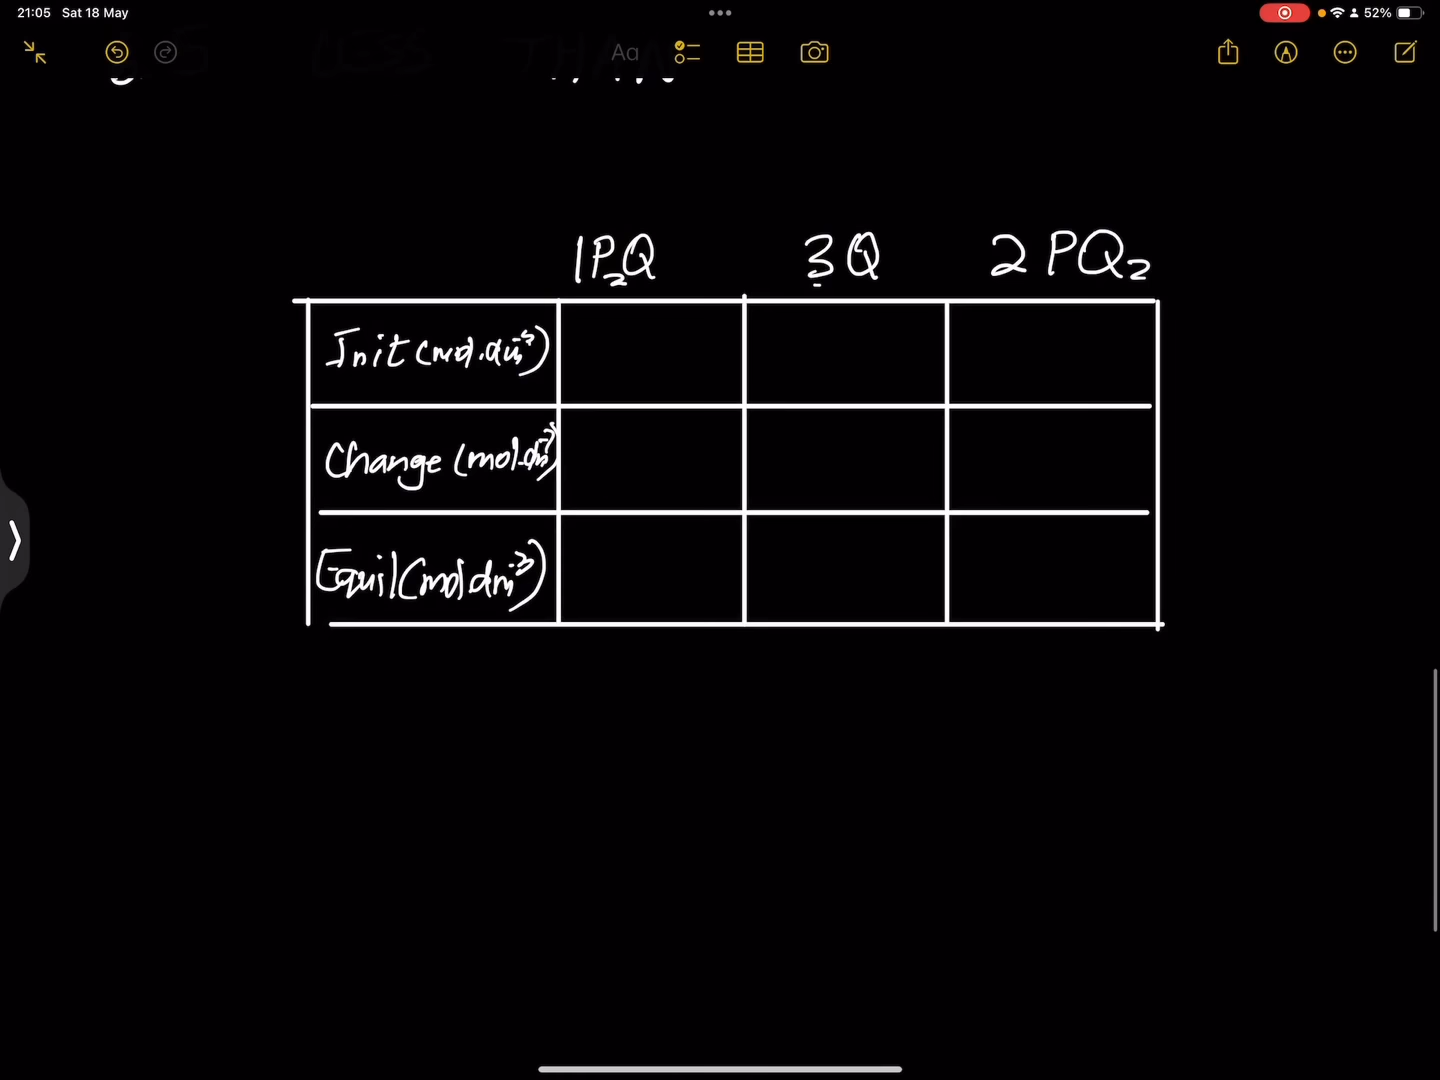 21:05 Sat 18 May
52%
Aa
1P₂Q 3Q 2PQ₂
Init (mol.dm⁻³)
Change (mol.dm⁻³)
Equil (mol dm⁻³)